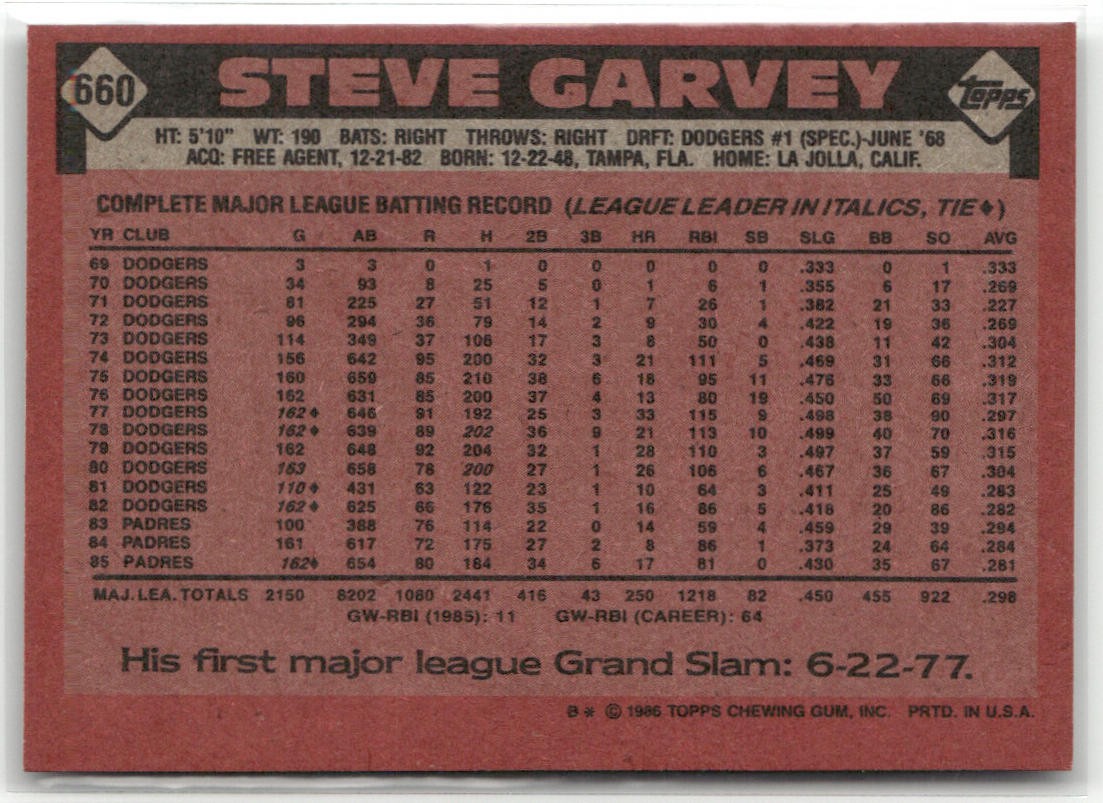 660 STEVE GARVEY Topps
HT: 5'10" WT: 190 BATS: RIGHT THROWS: RIGHT DRFT: DODGERS #1 (SPEC.)-JUNE '68
ACQ: FREE AGENT, 12-21-82 BORN: 12-22-48, TAMPA, FLA. HOME: LA JOLLA, CALIF.
COMPLETE MAJOR LEAGUE BATTING RECORD (LEAGUE LEADER IN ITALICS, TIE♦)
YR CLUB G AB R H 2B 3B HR RBI SB SLG BB SO AVG
69 DODGERS 3 3 0 1 0 0 0 0 0 .333 0 1 .333
70 DODGERS 34 93 8 25 5 0 1 6 1 .355 6 17 .269
71 DODGERS 81 225 27 51 12 1 7 26 1 .382 21 33 .227
72 DODGERS 96 294 36 79 14 2 9 30 4 .422 19 36 .269
73 DODGERS 114 349 37 106 17 3 8 50 0 .438 11 42 .304
74 DODGERS 156 642 95 200 32 3 21 111 5 .469 31 66 .312
75 DODGERS 160 659 85 210 38 6 18 95 11 .476 33 66 .319
76 DODGERS 162 631 85 200 37 4 13 80 19 .450 50 69 .317
77 DODGERS 162♦ 646 91 192 25 3 33 115 9 .498 38 90 .297
78 DODGERS 162♦ 639 89 202 36 9 21 113 10 .499 40 70 .316
79 DODGERS 162 648 92 204 32 1 28 110 3 .497 37 59 .315
80 DODGERS 163 658 78 200 27 1 26 106 6 .467 36 67 .304
81 DODGERS 110♦ 431 63 122 23 1 10 64 3 .411 25 49 .283
82 DODGERS 162♦ 625 66 176 35 1 16 86 5 .418 20 86 .282
83 PADRES 100 388 76 114 22 0 14 59 4 .459 29 39 .294
84 PADRES 161 617 72 175 27 2 8 86 1 .373 24 64 .284
85 PADRES 162♦ 654 80 184 34 6 17 81 0 .430 35 67 .281
MAJ. LEA. TOTALS 2150 8202 1080 2441 416 43 250 1218 82 .450 455 922 .298
GW-RBI (1985): 11 GW-RBI (CAREER): 64
His first major league Grand Slam: 6-22-77.
B * © 1986 TOPPS CHEWING GUM, INC. PRTD. IN U.S.A.